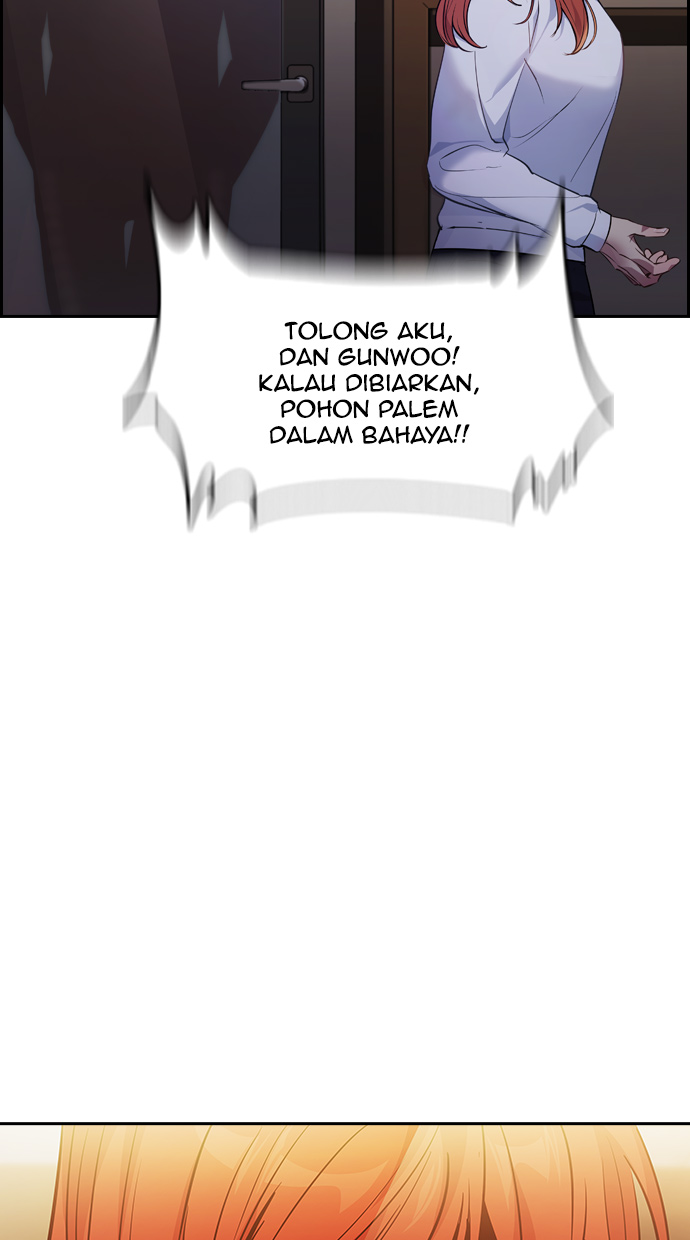 TOLONG AKU,
DAN GUNWOO!
KALAU DIBIARKAN,
POHON PALEM
DALAM BAHAYA!!